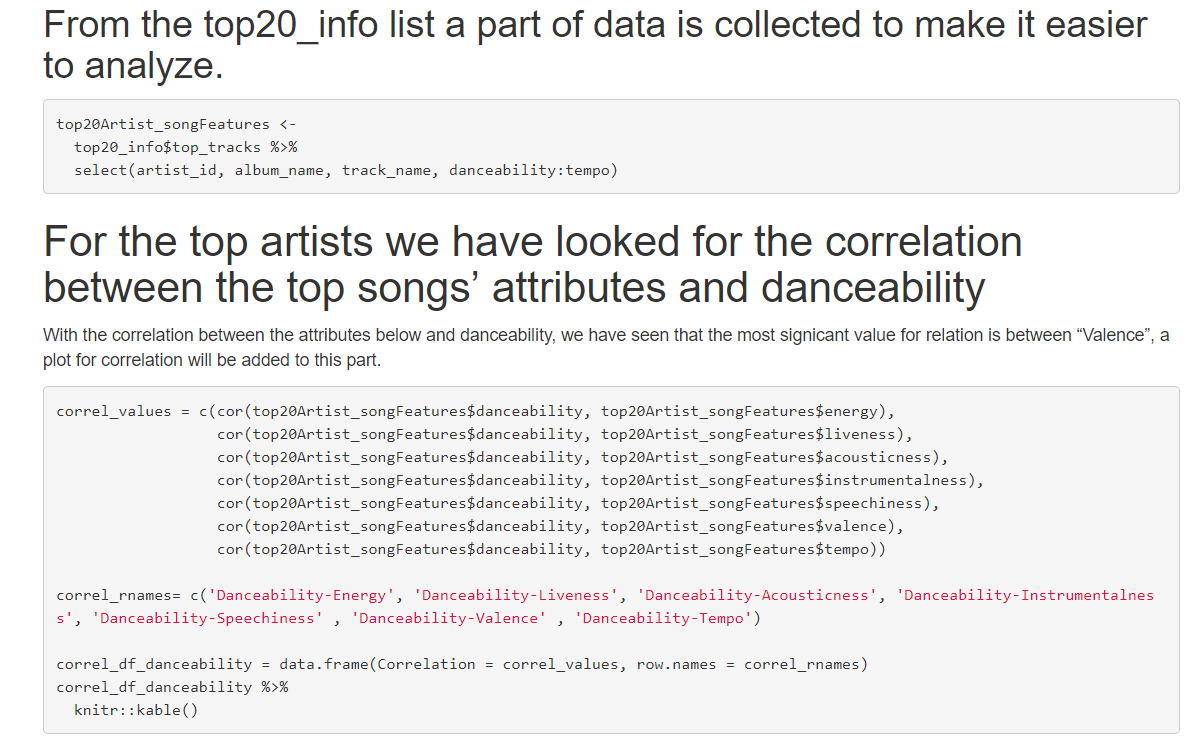 From the top20_info list a part of data is collected to make it easier
to analyze.
top20Artist_songFeatures <-
  top20_info$top_tracks %>%
  select(artist_id, album_name, track_name, danceability:tempo)
For the top artists we have looked for the correlation
between the top songs’ attributes and danceability
With the correlation between the attributes below and danceability, we have seen that the most signicant value for relation is between “Valence”, a
plot for correlation will be added to this part.
correl_values = c(cor(top20Artist_songFeatures$danceability, top20Artist_songFeatures$energy),
                  cor(top20Artist_songFeatures$danceability, top20Artist_songFeatures$liveness),
                  cor(top20Artist_songFeatures$danceability, top20Artist_songFeatures$acousticness),
                  cor(top20Artist_songFeatures$danceability, top20Artist_songFeatures$instrumentalness),
                  cor(top20Artist_songFeatures$danceability, top20Artist_songFeatures$speechiness),
                  cor(top20Artist_songFeatures$danceability, top20Artist_songFeatures$valence),
                  cor(top20Artist_songFeatures$danceability, top20Artist_songFeatures$tempo))
correl_rnames= c('Danceability-Energy', 'Danceability-Liveness', 'Danceability-Acousticness', 'Danceability-Instrumentalnes
s', 'Danceability-Speechiness' , 'Danceability-Valence' , 'Danceability-Tempo')
correl_df_danceability = data.frame(Correlation = correl_values, row.names = correl_rnames)
correl_df_danceability %>%
  knitr::kable()